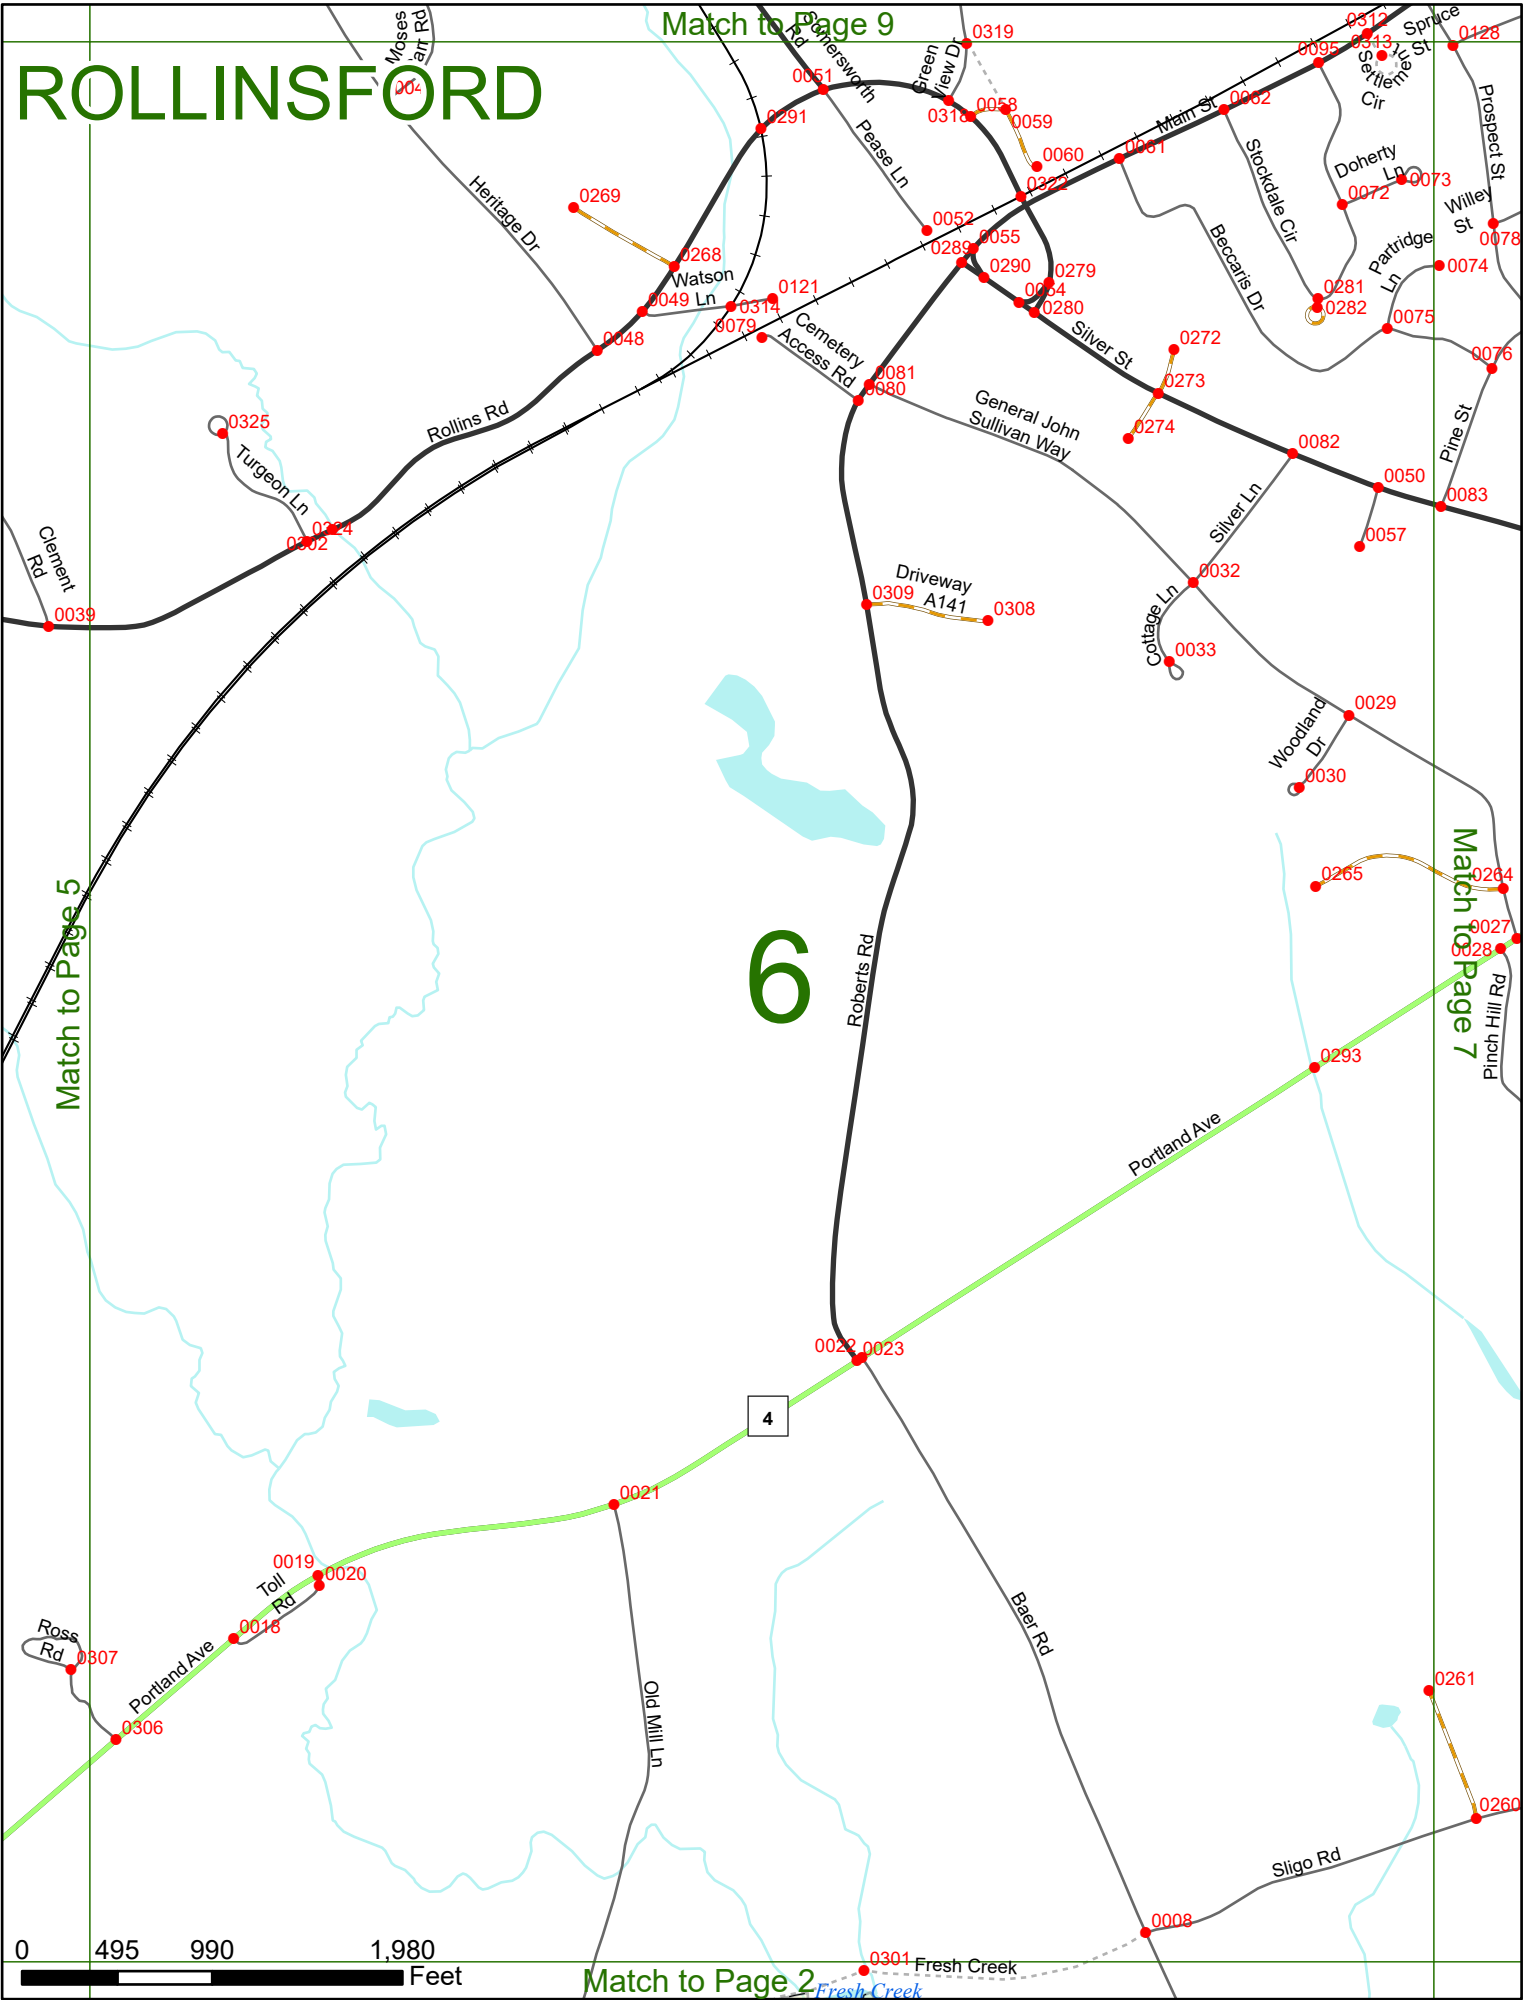 Match to Page 9
ROLLINSFORD
Moses
arr Rd
004
Somersworth
Rd
0051
0291
Green
View Dr
0319
0318
0058
0059
0060
0312
0313
Spruce
St
0128
0095
Settleme
Cir
0062
Main St
0061
Prospect St
Pease Ln
0052
0322
Stockdale Cir
Doherty
Ln
0072
0073
Willey
St
0078
Heritage Dr
0269
0268
Watson
Ln
0049
0314
0121
0048
0079
0289
0055
0290
0279
0054
0280
Beccaris Dr
Partridge
Ln
0074
0281
0282
0075
0076
Cemetery
Access Rd
0081
0080
Silver St
0272
0273
0274
General John
Sullivan Way
0082
0050
0083
Pine St
0057
Rollins Rd
0325
Turgeon Ln
0324
0302
Clement
Rd
0039
Silver Ln
0032
Cottage Ln
0033
Driveway
A141
0309
0308
0029
Woodland
Dr
0030
0265
0264
0027
0028
Match to Page 5
Match to Page 7
6
Roberts Rd
Pinch Hill Rd
0293
Portland Ave
0022
0023
4
0021
0019
0020
Toll
Rd
0018
Ross
Rd
0307
Portland Ave
0306
Old Mill Ln
Baer Rd
0261
0260
Sligo Rd
0008
0301
Fresh Creek
Fresh Creek
0
495
990
1,980
Feet
Match to Page 2